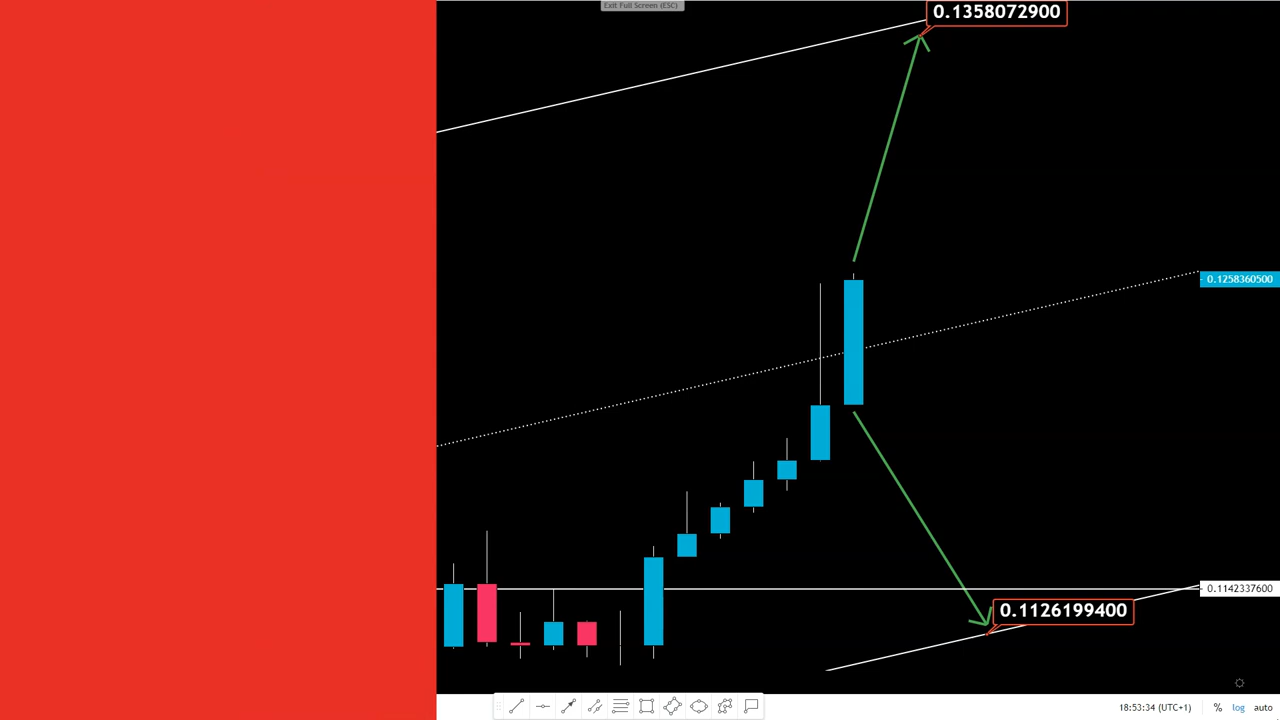 Exit Full Screen (ESC)
0.1358072900
0.1258360500
0.1142337600
0.1126199400
18:53:34 (UTC+1) % log auto